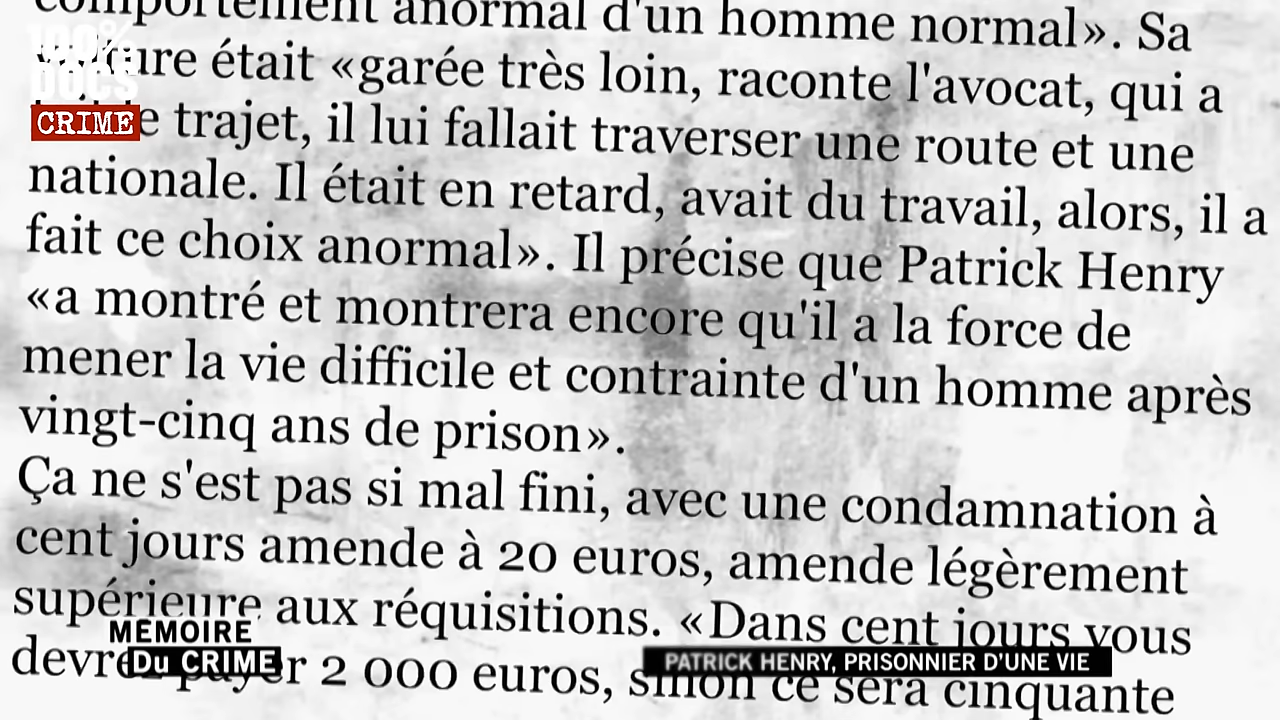 comportement anormal d'un homme normal». Sa
100%
DOCS
CRIME
était «garée très loin, raconte l'avocat, qui a
trajet, il lui fallait traverser une route et une
nationale. Il était en retard, avait du travail, alors, il a
fait ce choix anormal». Il précise que Patrick Henry
«a montré et montrera encore qu'il a la force de
mener la vie difficile et contrainte d'un homme après
vingt-cinq ans de prison».
Ça ne s'est pas si mal fini, avec une condamnation à
cent jours amende à 20 euros, amende légèrement
supérieure aux réquisitions. «Dans cent jours vous
devrez payer 2 000 euros, sinon ce sera cinquante
MÉMOIRE
Du CRIME
PATRICK HENRY, PRISONNIER D'UNE VIE